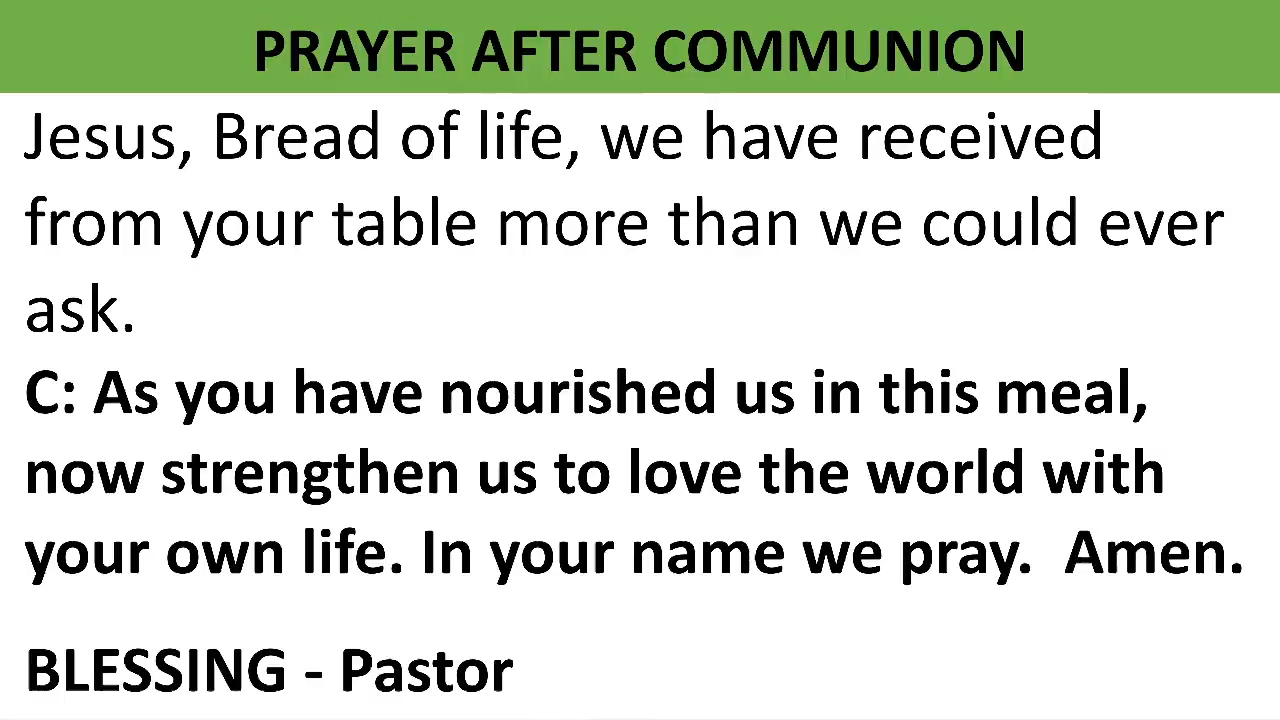 PRAYER AFTER COMMUNION
Jesus, Bread of life, we have received
from your table more than we could ever
ask.
C: As you have nourished us in this meal,
now strengthen us to love the world with
your own life. In your name we pray.  Amen.
BLESSING - Pastor